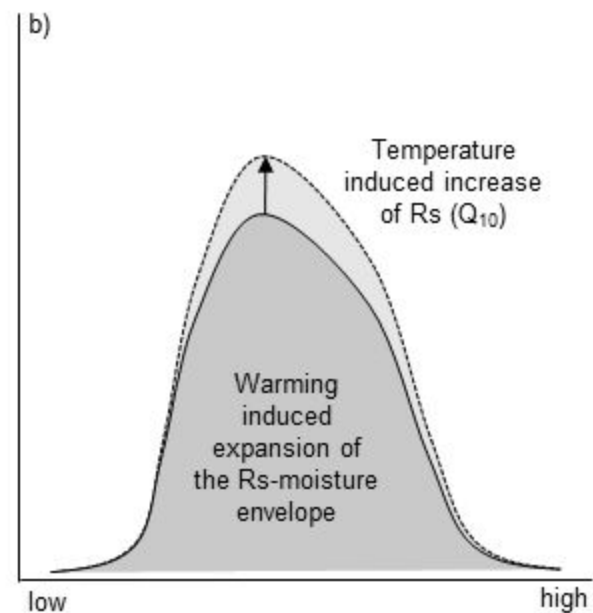 b)
Temperature
induced increase
of Rs (Q₁₀)
Warming
induced
expansion of
the Rs-moisture
envelope
low
high